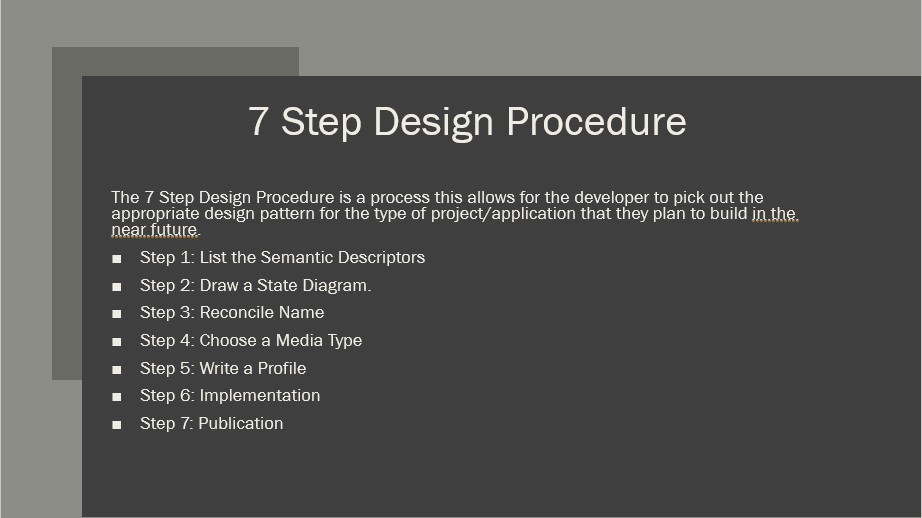 7 Step Design Procedure
The 7 Step Design Procedure is a process this allows for the developer to pick out the
appropriate design pattern for the type of project/application that they plan to build in the
near future.
■ Step 1: List the Semantic Descriptors
■ Step 2: Draw a State Diagram.
■ Step 3: Reconcile Name
■ Step 4: Choose a Media Type
■ Step 5: Write a Profile
■ Step 6: Implementation
■ Step 7: Publication